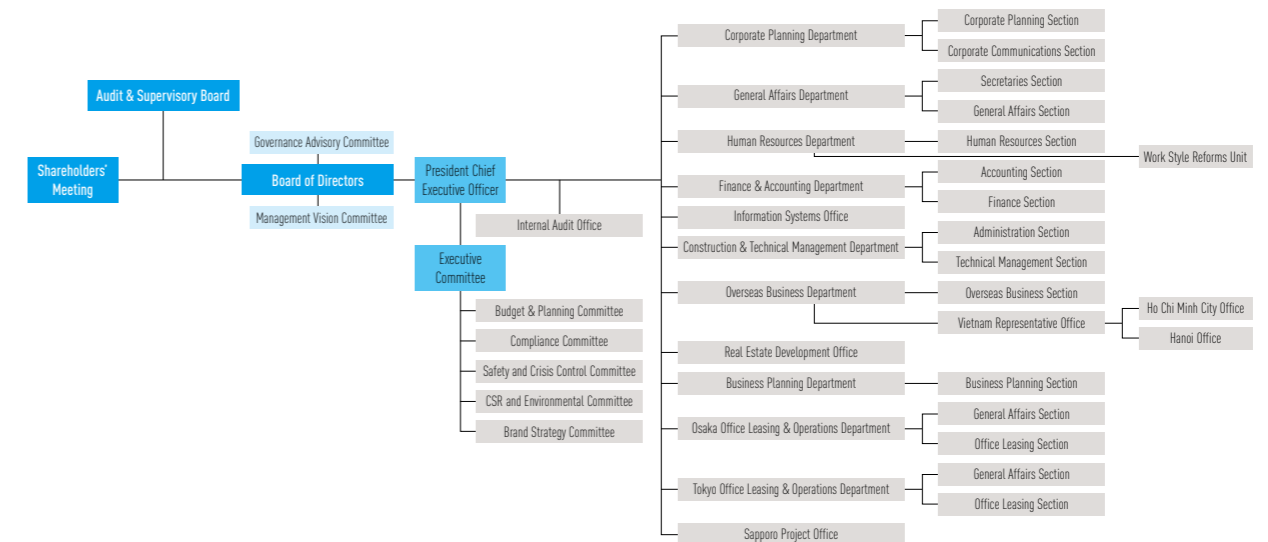 Audit & Supervisory Board
Shareholders'
Meeting
Governance Advisory Committee
Board of Directors
Management Vision Committee
President Chief
Executive Officer
Internal Audit Office
Executive
Committee
Budget & Planning Committee
Compliance Committee
Safety and Crisis Control Committee
CSR and Environmental Committee
Brand Strategy Committee
Corporate Planning Department
Corporate Planning Section
Corporate Communications Section
General Affairs Department
Secretaries Section
General Affairs Section
Human Resources Department
Human Resources Section
Work Style Reforms Unit
Finance & Accounting Department
Accounting Section
Finance Section
Information Systems Office
Construction & Technical Management Department
Administration Section
Technical Management Section
Overseas Business Department
Overseas Business Section
Vietnam Representative Office
Ho Chi Minh City Office
Hanoi Office
Real Estate Development Office
Business Planning Department
Business Planning Section
Osaka Office Leasing & Operations Department
General Affairs Section
Office Leasing Section
Tokyo Office Leasing & Operations Department
General Affairs Section
Office Leasing Section
Sapporo Project Office